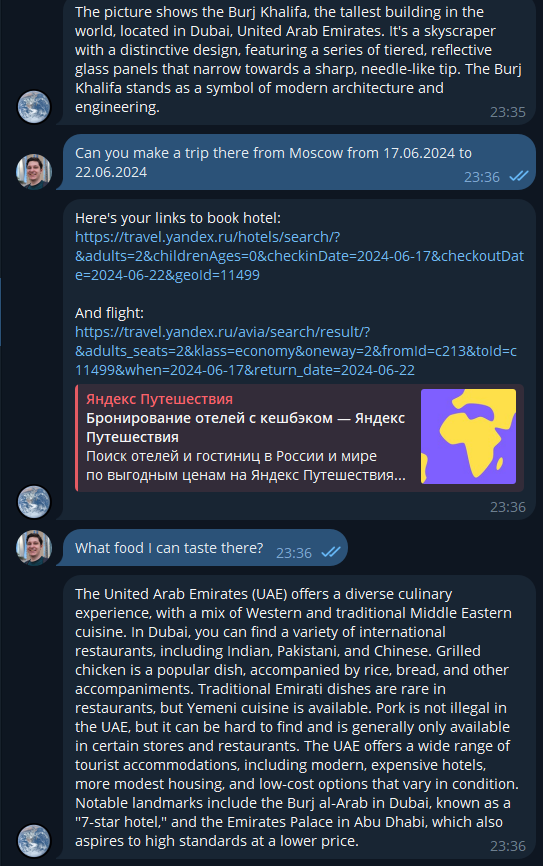 The picture shows the Burj Khalifa, the tallest building in the
world, located in Dubai, United Arab Emirates. It's a skyscraper
with a distinctive design, featuring a series of tiered, reflective
glass panels that narrow towards a sharp, needle-like tip. The Burj
Khalifa stands as a symbol of modern architecture and
engineering.
23:35
Can you make a trip there from Moscow from 17.06.2024 to
22.06.2024
23:36
Here's your links to book hotel:
https://travel.yandex.ru/hotels/search/?
&adults=2&childrenAges=0&checkinDate=2024-06-17&checkoutDat
e=2024-06-22&geoId=11499
And flight:
https://travel.yandex.ru/avia/search/result/?
&adults_seats=2&klass=economy&oneway=2&fromId=c213&toId=c
11499&when=2024-06-17&return_date=2024-06-22
Яндекс Путешествия
Бронирование отелей с кешбэком — Яндекс
Путешествия
Поиск отелей и гостиниц в России и мире
по выгодным ценам на Яндекс Путешествия...
23:36
What food I can taste there?
23:36
The United Arab Emirates (UAE) offers a diverse culinary
experience, with a mix of Western and traditional Middle Eastern
cuisine. In Dubai, you can find a variety of international
restaurants, including Indian, Pakistani, and Chinese. Grilled
chicken is a popular dish, accompanied by rice, bread, and other
accompaniments. Traditional Emirati dishes are rare in
restaurants, but Yemeni cuisine is available. Pork is not illegal in
the UAE, but it can be hard to find and is generally only available
in certain stores and restaurants. The UAE offers a wide range of
tourist accommodations, including modern, expensive hotels,
more modest housing, and low-cost options that vary in condition.
Notable landmarks include the Burj al-Arab in Dubai, known as a
"7-star hotel," and the Emirates Palace in Abu Dhabi, which also
aspires to high standards at a lower price.
23:36